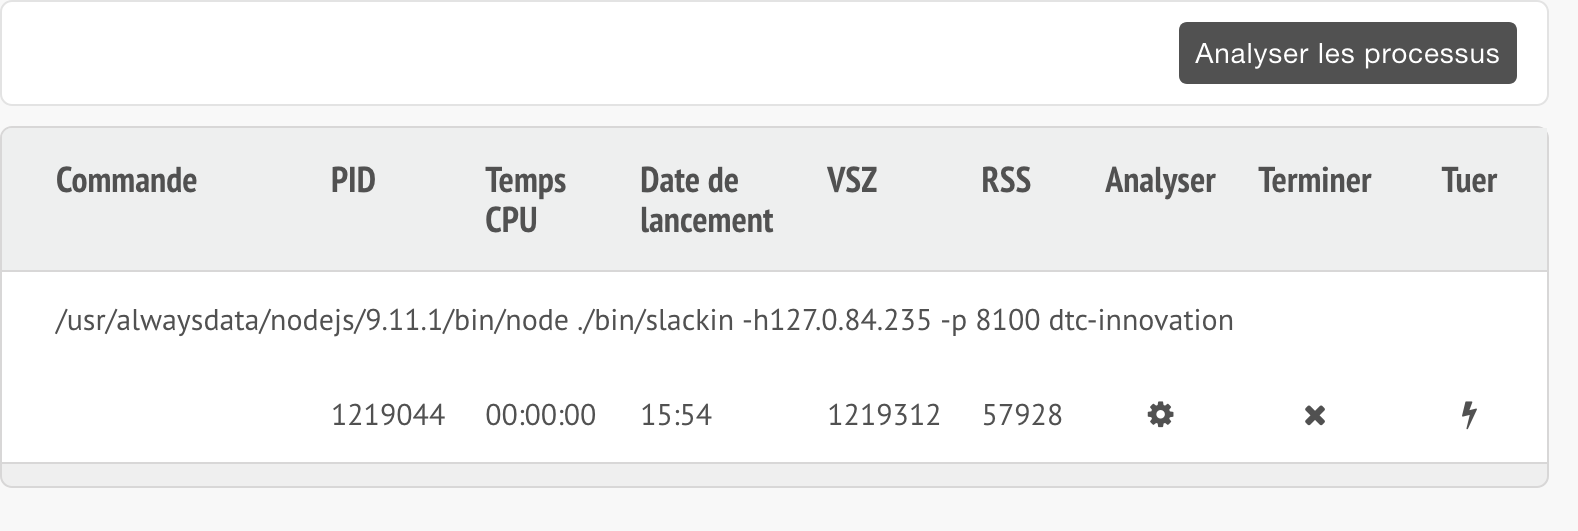 Analyser les processus
Commande PID Temps CPU Date de lancement VSZ RSS Analyser Terminer Tuer
/usr/alwaysdata/nodejs/9.11.1/bin/node ./bin/slackin -h127.0.84.235 -p 8100 dtc-innovation
1219044 00:00:00 15:54 1219312 57928